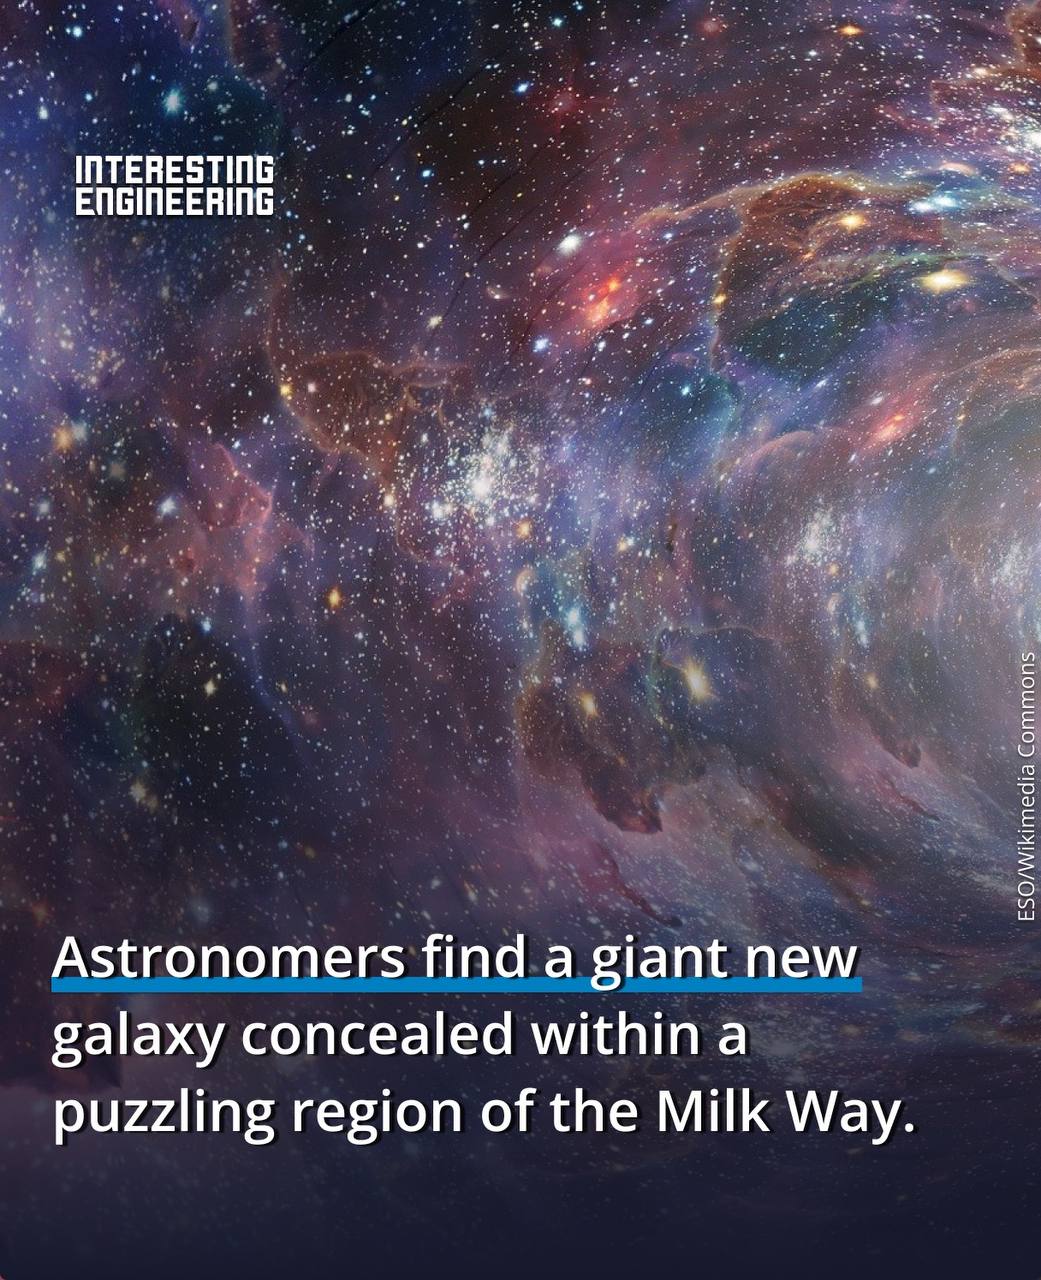 INTERESTING
ENGINEERING
ESO/Wikimedia Commons
Astronomers find a giant new
galaxy concealed within a
puzzling region of the Milk Way.